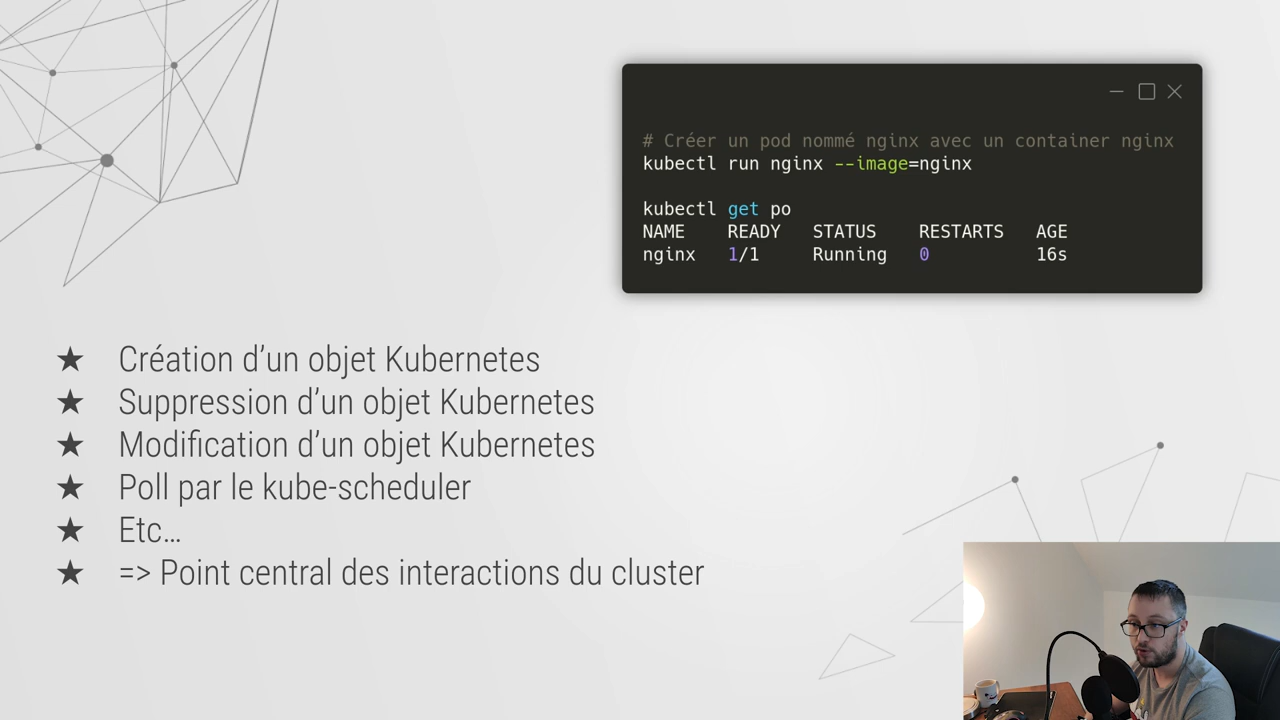 # Créer un pod nommé nginx avec un container nginx
kubectl run nginx --image=nginx
kubectl get po
NAME READY STATUS RESTARTS AGE
nginx 1/1 Running 0 16s
★ Création d’un objet Kubernetes
★ Suppression d’un objet Kubernetes
★ Modification d’un objet Kubernetes
★ Poll par le kube-scheduler
★ Etc…
★ => Point central des interactions du cluster